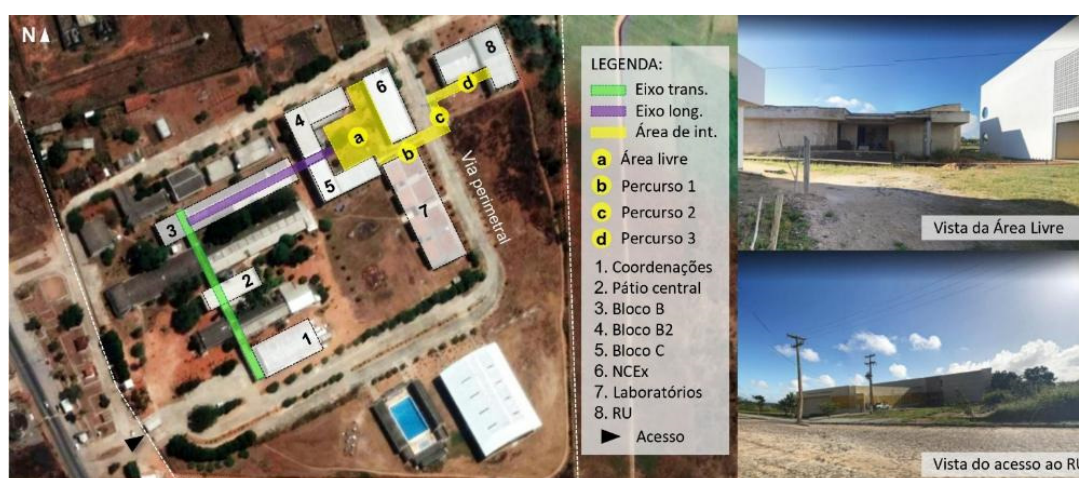 N
8
6
d
4
c
a
b
5
3
7
Via perimetral
2
1
LEGENDA:
Eixo trans.
Eixo long.
Área de int.
a Área livre
b Percurso 1
c Percurso 2
d Percurso 3
1. Coordenações
2. Pátio central
3. Bloco B
4. Bloco B2
5. Bloco C
6. NCEx
7. Laboratórios
8. RU
Acesso
Vista da Área Livre
Vista do acesso ao RU